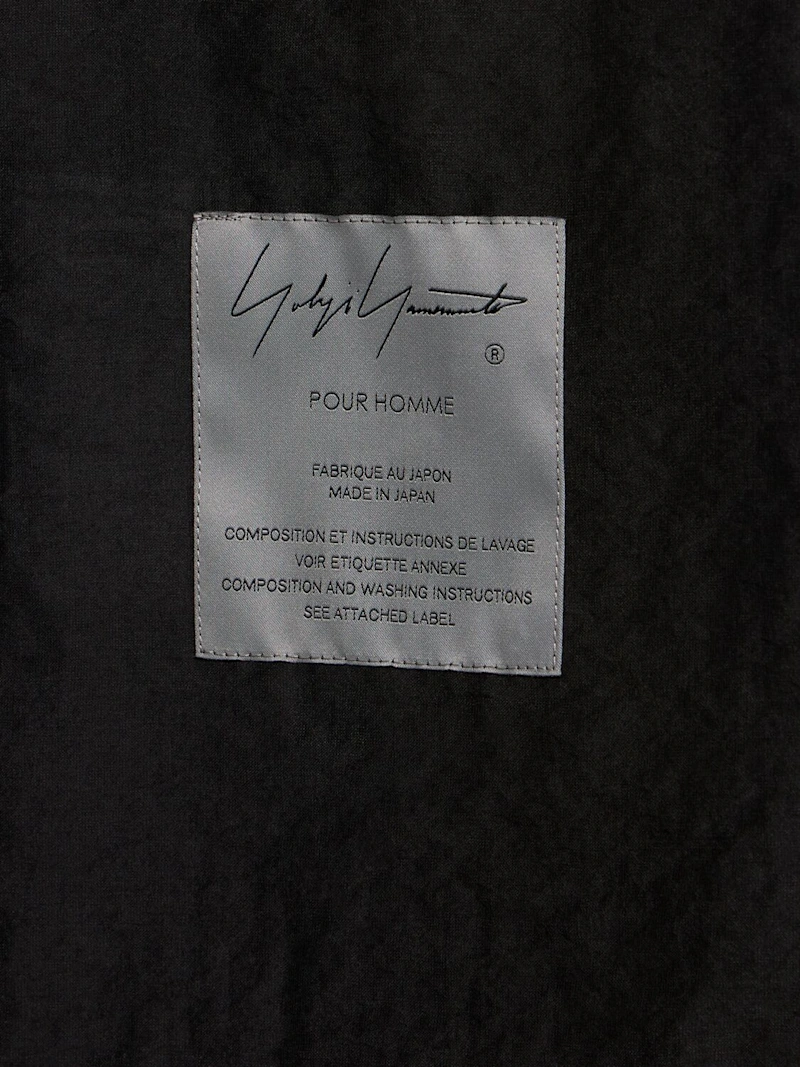 Yohji Yamamoto
®
POUR HOMME
FABRIQUE AU JAPON
MADE IN JAPAN
COMPOSITION ET INSTRUCTIONS DE LAVAGE
VOIR ETIQUETTE ANNEXE
COMPOSITION AND WASHING INSTRUCTIONS
SEE ATTACHED LABEL